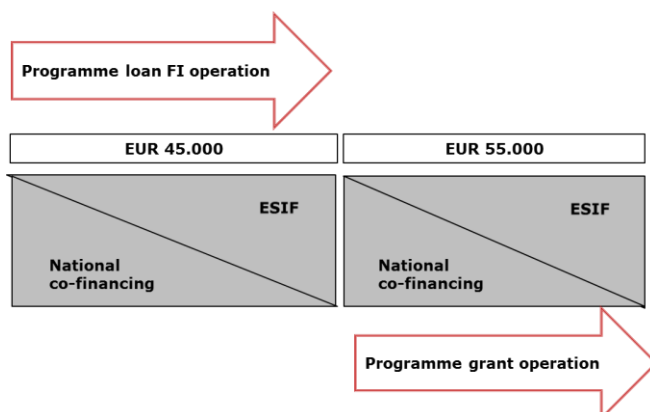 Programme loan FI operation
EUR 45.000
EUR 55.000
ESIF
ESIF
National
co-financing
National
co-financing
Programme grant operation